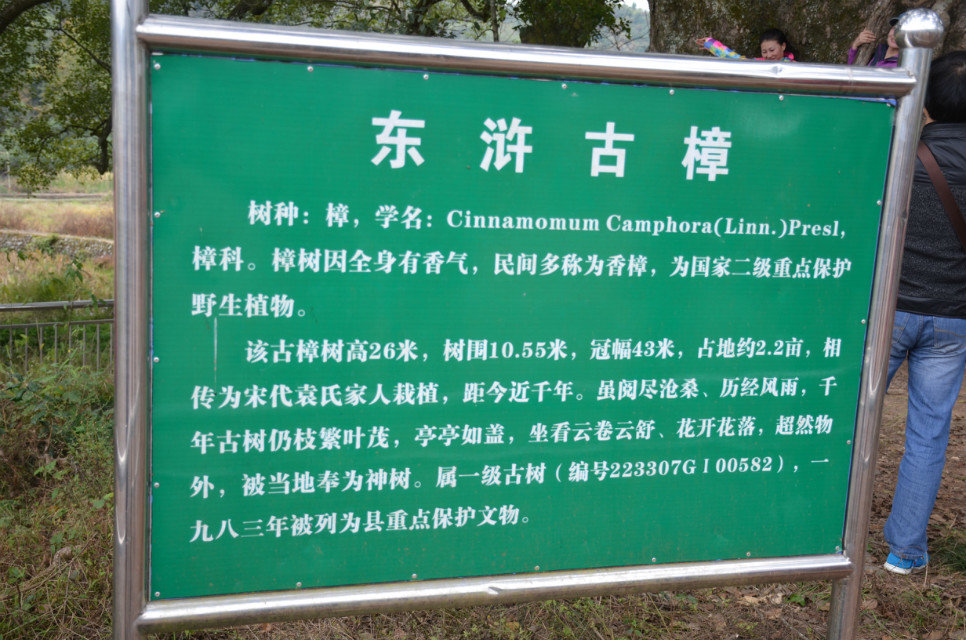 东浒古樟
树种：樟，学名：Cinnamomum Camphora(Linn.)Presl,
樟科。樟树因全身有香气，民间多称为香樟，为国家二级重点保护
野生植物。
该古樟树高26米，树围10.55米，冠幅43米，占地约2.2亩，相
传为宋代袁氏家人栽植，距今近千年。虽阅尽沧桑、历经风雨，千
年古树仍枝繁叶茂，亭亭如盖，坐看云卷云舒、花开花落，超然物
外，被当地奉为神树。属一级古树（编号223307GⅠ00582），一
九八三年被列为县重点保护文物。